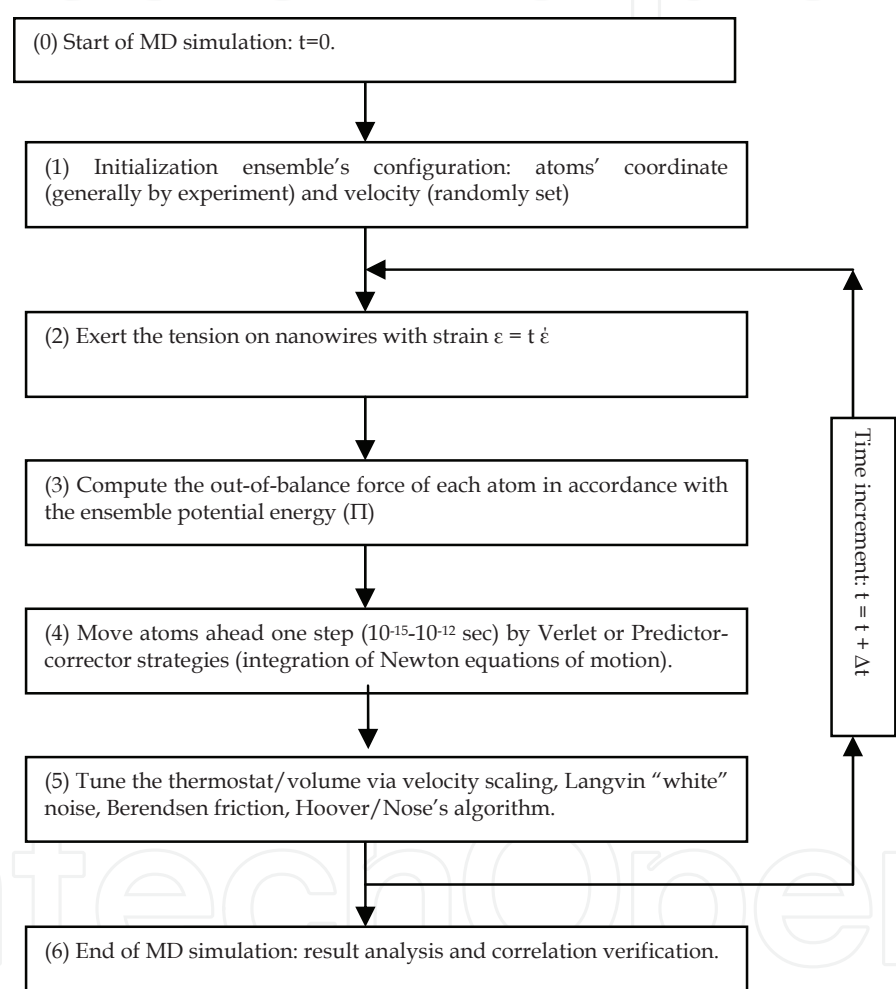 (0) Start of MD simulation: t=0.
(1) Initialization ensemble’s configuration: atoms’ coordinate
(generally by experiment) and velocity (randomly set)
(2) Exert the tension on nanowires with strain ε = t ε̇
(3) Compute the out-of-balance force of each atom in accordance with
the ensemble potential energy (Π)
(4) Move atoms ahead one step (10⁻¹⁵-10⁻¹² sec) by Verlet or Predictor-
corrector strategies (integration of Newton equations of motion).
(5) Tune the thermostat/volume via velocity scaling, Langvin “white”
noise, Berendsen friction, Hoover/Nose’s algorithm.
(6) End of MD simulation: result analysis and correlation verification.
Time increment: t = t + Δt
ntechOpen